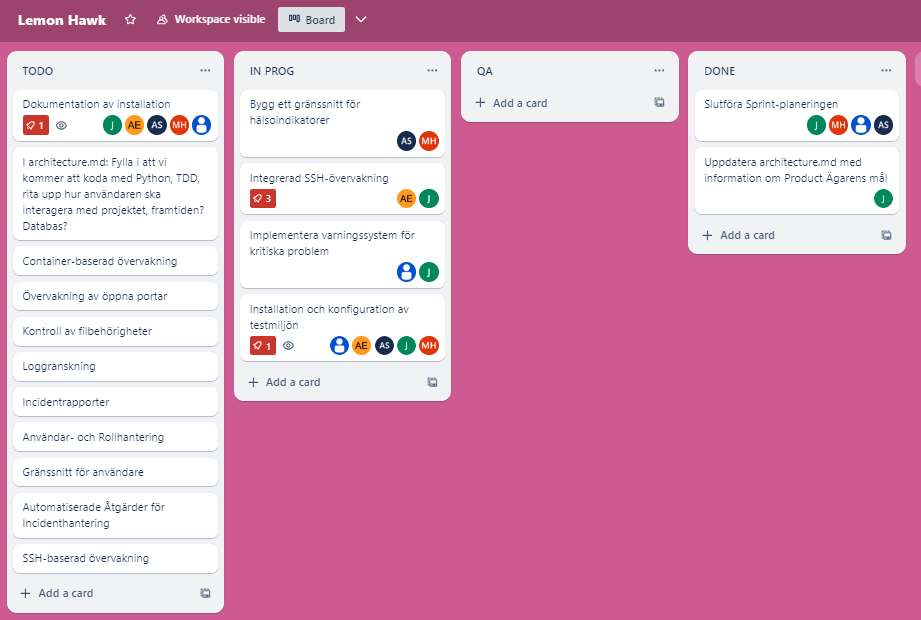 Lemon Hawk
Workspace visible
Board
TODO
Dokumentation av installation
1
J AE AS MH
I architecture.md: Fylla i att vi
kommer att koda med Python, TDD,
rita upp hur användaren ska
interagera med projektet, framtiden?
Databas?
Container-baserad övervakning
Övervakning av öppna portar
Kontroll av filbehörigheter
Loggranskning
Incidentrapporter
Användar- och Rollhantering
Gränssnitt för användare
Automatiserade Åtgärder för
Incidenthantering
SSH-baserad övervakning
+ Add a card
IN PROG
Bygg ett gränssnitt för
hälsoindikatorer
AS MH
Integrerad SSH-övervakning
3
AE J
Implementera varningssystem för
kritiska problem
J
Installation och konfiguration av
testmiljön
1
AE AS J MH
+ Add a card
QA
+ Add a card
DONE
Slutföra Sprint-planeringen
J MH AS
Uppdatera architecture.md med
information om Product Ägarens mål
J
+ Add a card